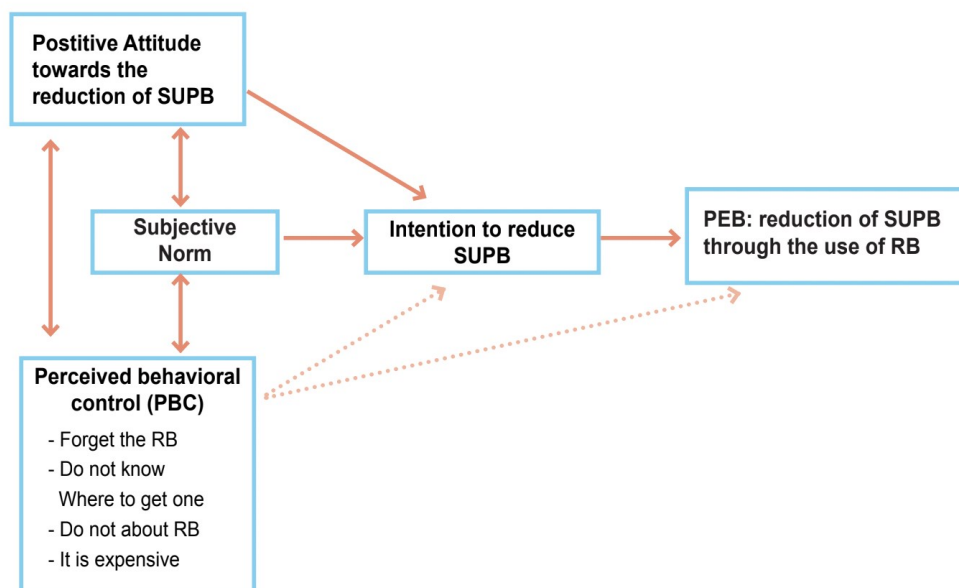 Postitive Attitude
towards the
reduction of SUPB
Subjective
Norm
Intention to reduce
SUPB
PEB: reduction of SUPB
through the use of RB
Perceived behavioral
control (PBC)
- Forget the RB
- Do not know
Where to get one
- Do not about RB
- It is expensive